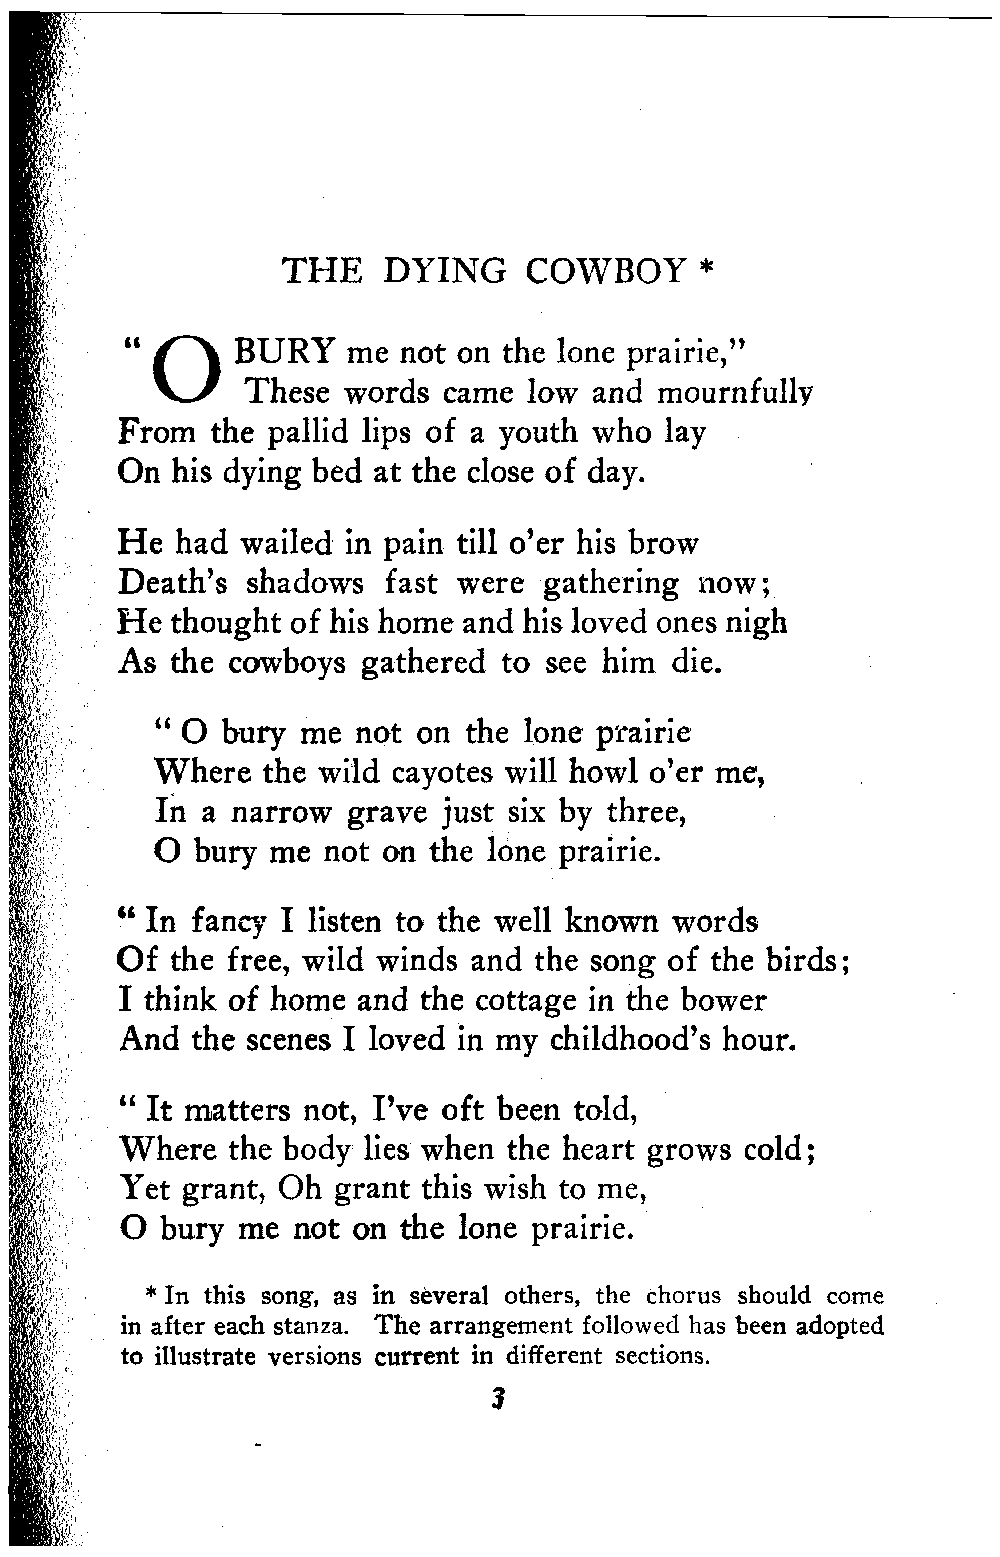 THE DYING COWBOY *
“ O BURY me not on the lone prairie,”
These words came low and mournfully
From the pallid lips of a youth who lay
On his dying bed at the close of day.
He had wailed in pain till o’er his brow
Death’s shadows fast were gathering now;
He thought of his home and his loved ones nigh
As the cowboys gathered to see him die.
“ O bury me not on the lone prairie
Where the wild cayotes will howl o’er me,
In a narrow grave just six by three,
O bury me not on the lone prairie.
“ In fancy I listen to the well known words
Of the free, wild winds and the song of the birds;
I think of home and the cottage in the bower
And the scenes I loved in my childhood’s hour.
“ It matters not, I’ve oft been told,
Where the body lies when the heart grows cold;
Yet grant, Oh grant this wish to me,
O bury me not on the lone prairie.
* In this song, as in several others, the chorus should come
in after each stanza. The arrangement followed has been adopted
to illustrate versions current in different sections.
3